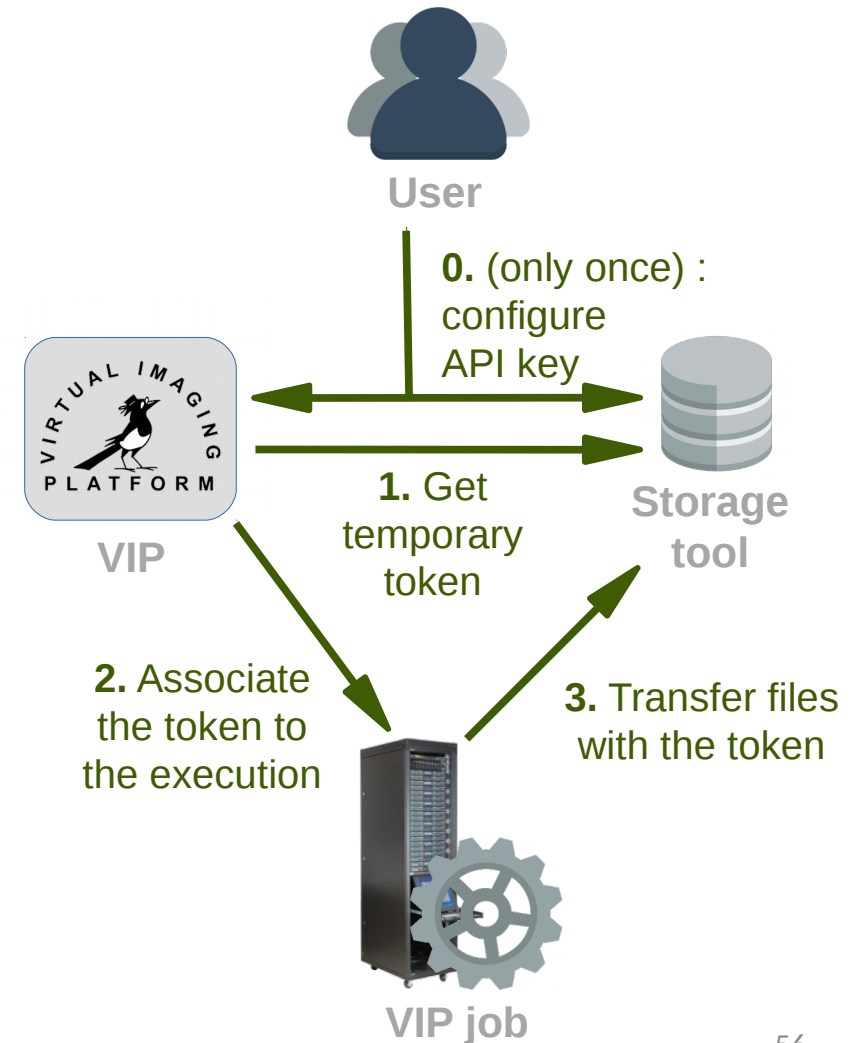 User
0. (only once) :
configure
API key
VIRTUAL IMAGING
PLATFORM
VIP
1. Get
temporary
token
Storage
tool
2. Associate
the token to
the execution
3. Transfer files
with the token
VIP job